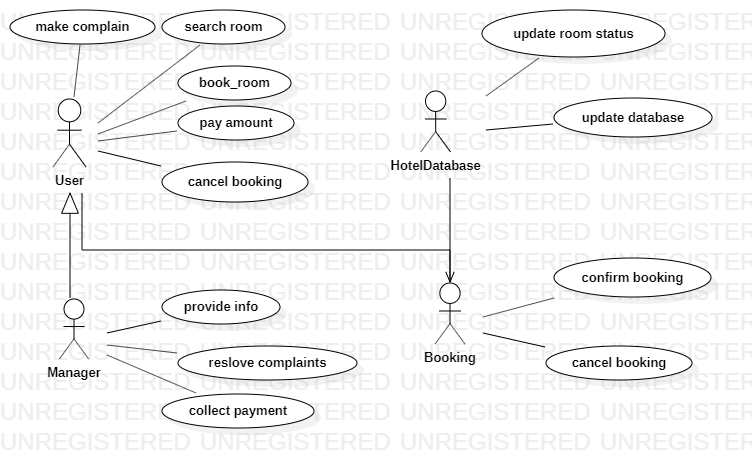 make complain
search room
update room status
book_room
pay amount
update database
HotelDatabase
User
cancel booking
confirm booking
provide info
Booking
reslove complaints
cancel booking
Manager
collect payment
UNREGISTERED UNREGISTERED UNREGISTERED UNREGISTERED